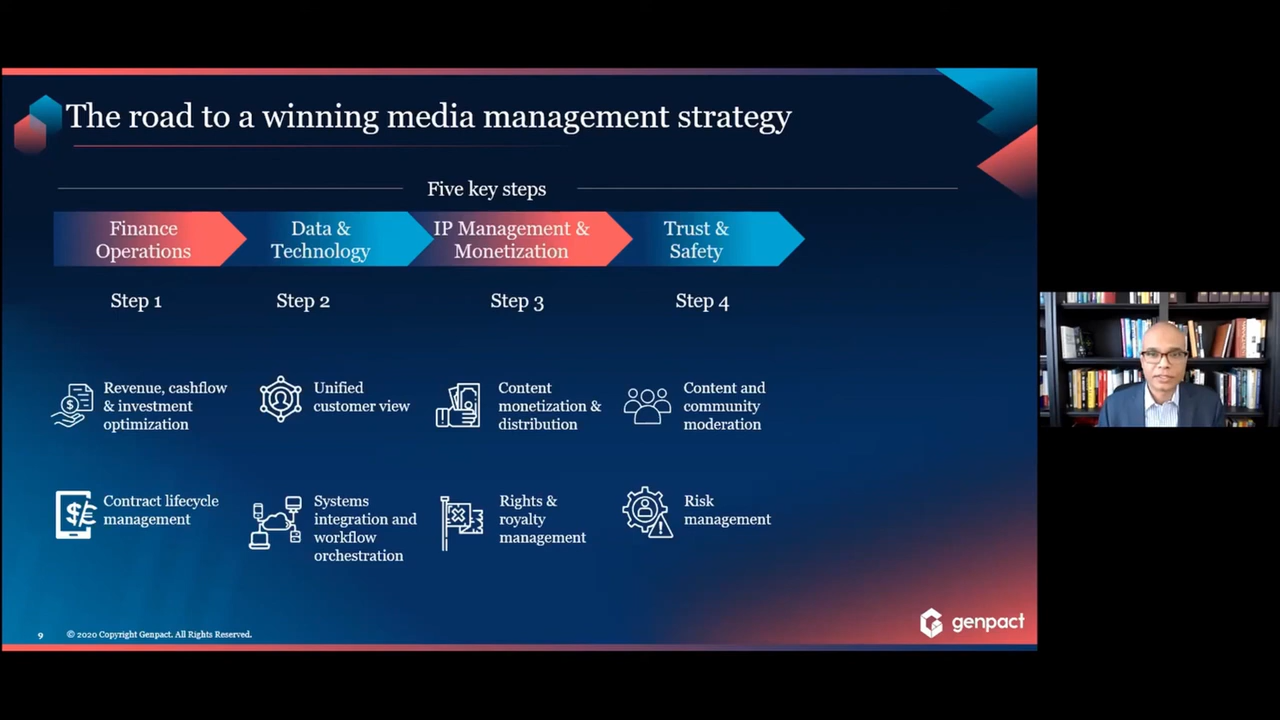 The road to a winning media management strategy
Five key steps
Finance
Operations
Data &
Technology
IP Management &
Monetization
Trust &
Safety
Step 1
Step 2
Step 3
Step 4
Revenue, cashflow
& investment
optimization
Unified
customer view
Content
monetization &
distribution
Content and
community
moderation
Contract lifecycle
management
Systems
integration and
workflow
orchestration
Rights &
royalty
management
Risk
management
9
© 2020 Copyright Genpact. All Rights Reserved.
genpact